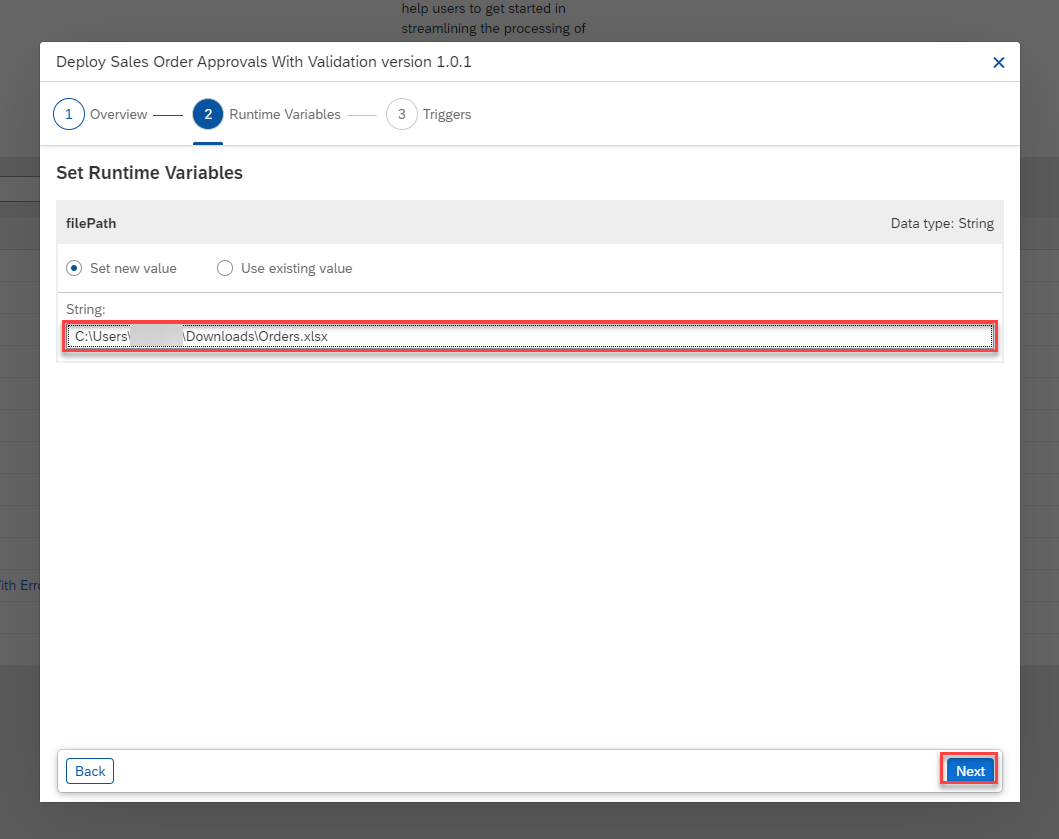 help users to get started in
streamlining the processing of
Deploy Sales Order Approvals With Validation version 1.0.1
1 Overview 2 Runtime Variables 3 Triggers
Set Runtime Variables
filePath Data type: String
Set new value Use existing value
String:
C:\Users\ \Downloads\Orders.xlsx
ith Erro
Back Next